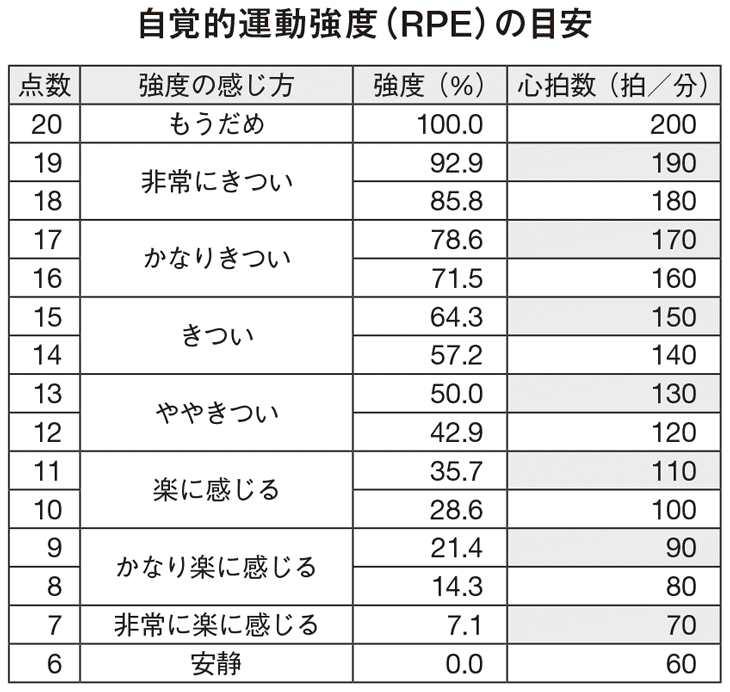 自覚的運動強度（RPE）の目安
点数 強度の感じ方 強度（％） 心拍数（拍／分）
20 もうだめ 100.0 200
19 非常にきつい 92.9 190
18 85.8 180
17 かなりきつい 78.6 170
16 71.5 160
15 きつい 64.3 150
14 57.2 140
13 ややきつい 50.0 130
12 42.9 120
11 楽に感じる 35.7 110
10 28.6 100
9 かなり楽に感じる 21.4 90
8 14.3 80
7 非常に楽に感じる 7.1 70
6 安静 0.0 60